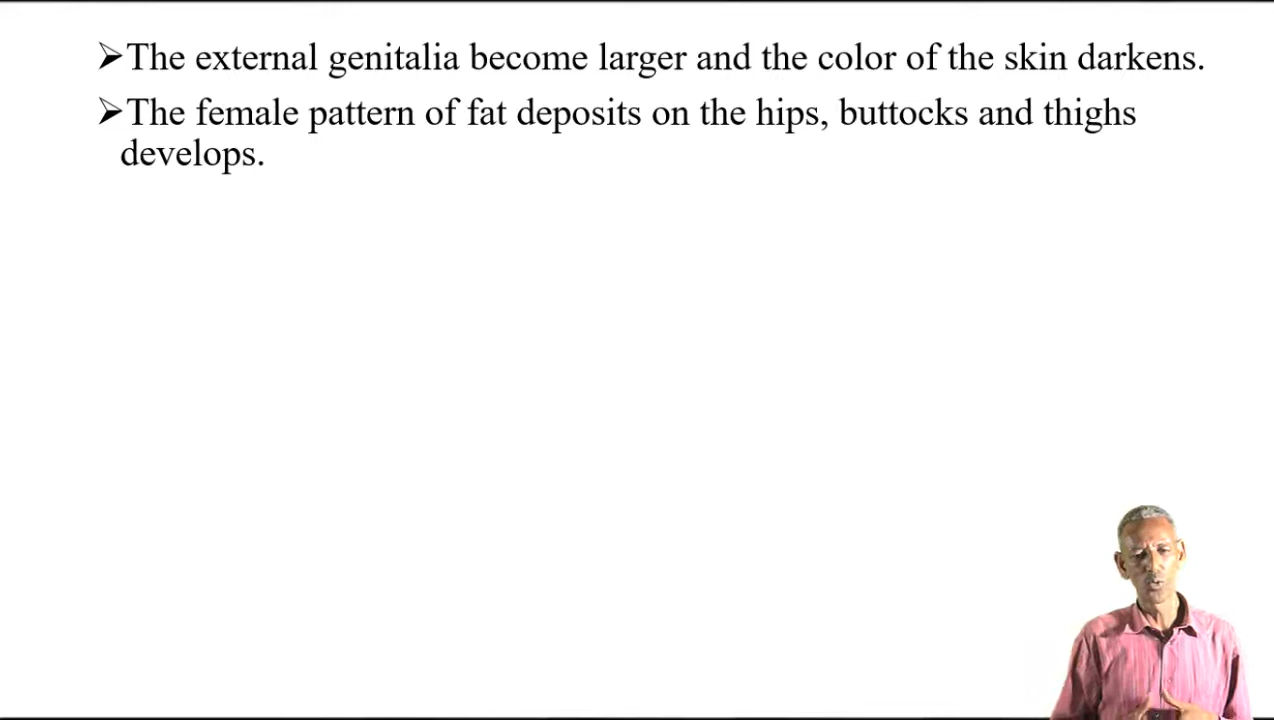 ➢The external genitalia become larger and the color of the skin darkens.
➢The female pattern of fat deposits on the hips, buttocks and thighs
develops.